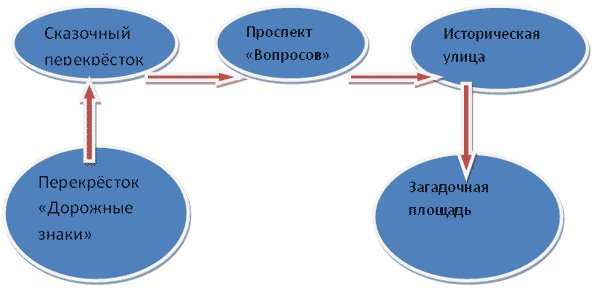 Сказочный
перекрёсток
Проспект
«Вопросов»
Историческая
улица
Перекрёсток
«Дорожные
знаки»
Загадочная
площадь